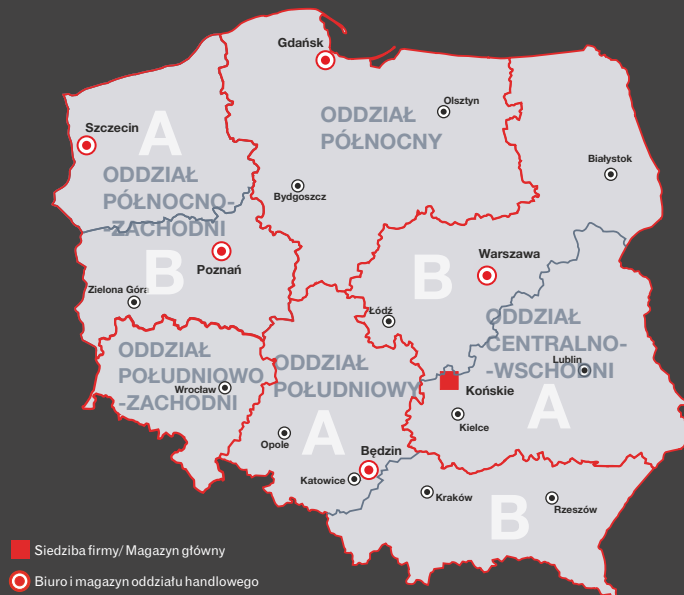 Gdańsk
Olsztyn
ODDZIAŁ
PÓŁNOCNY
Szczecin
A
Białystok
ODDZIAŁ
PÓŁNOCNO-
-ZACHODNI
Bydgoszcz
B
Poznań
B
Warszawa
Zielona Góra
Łódź
ODDZIAŁ
CENTRALNO-
-WSCHODNI
Lublin
ODDZIAŁ
POŁUDNIOWO
-ZACHODNI
Wrocław
ODDZIAŁ
POŁUDNIOWY
Końskie
A
Kielce
A
Opole
Będzin
Katowice
Kraków
B
Rzeszów
Siedziba firmy/ Magazyn główny
Biuro i magazyn oddziału handlowego